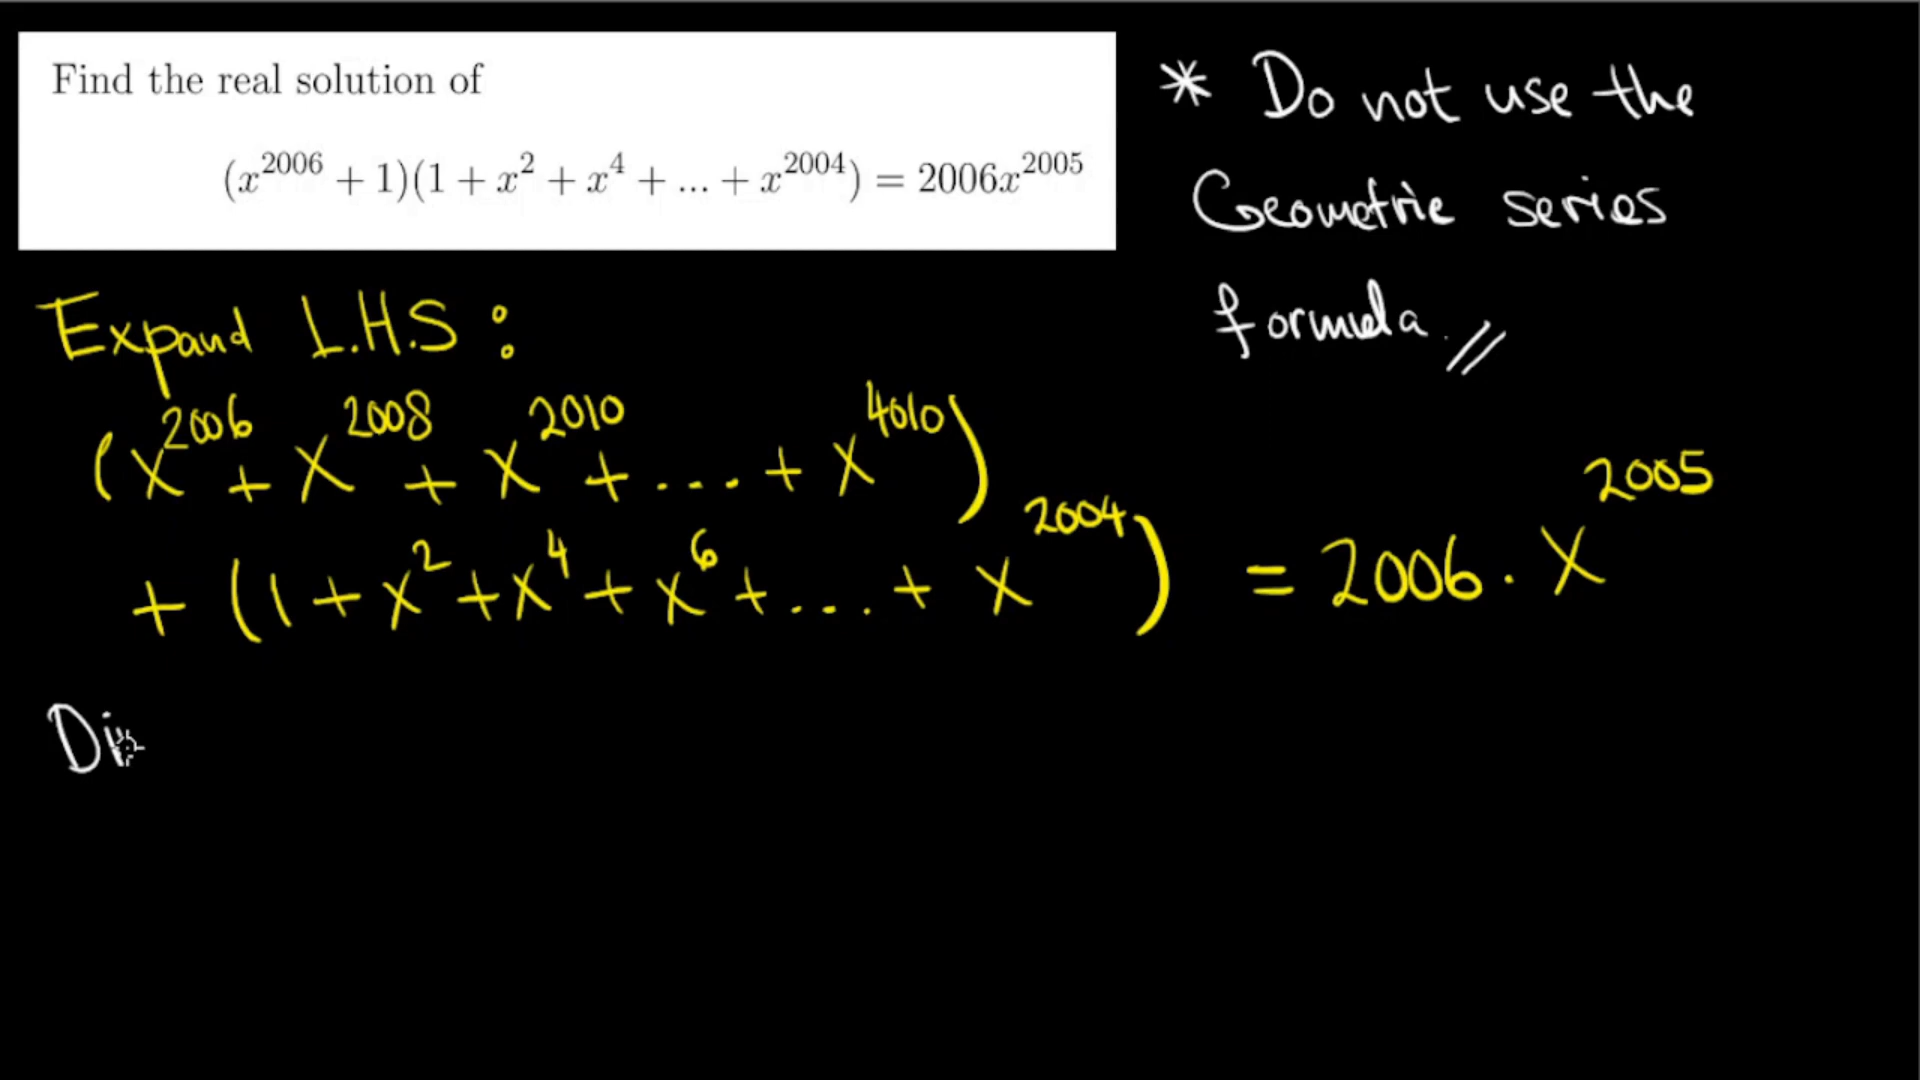 Find the real solution of
(x^2006 + 1)(1 + x^2 + x^4 + ... + x^2004) = 2006x^2005
* Do not use the
Geometric series
formula.//
Expand L.H.S :
(x^2006 + x^2008 + x^2010 + ... + x^4010)
+ (1 + x^2 + x^4 + x^6 + ... + x^2004) = 2006 . x^2005
Di